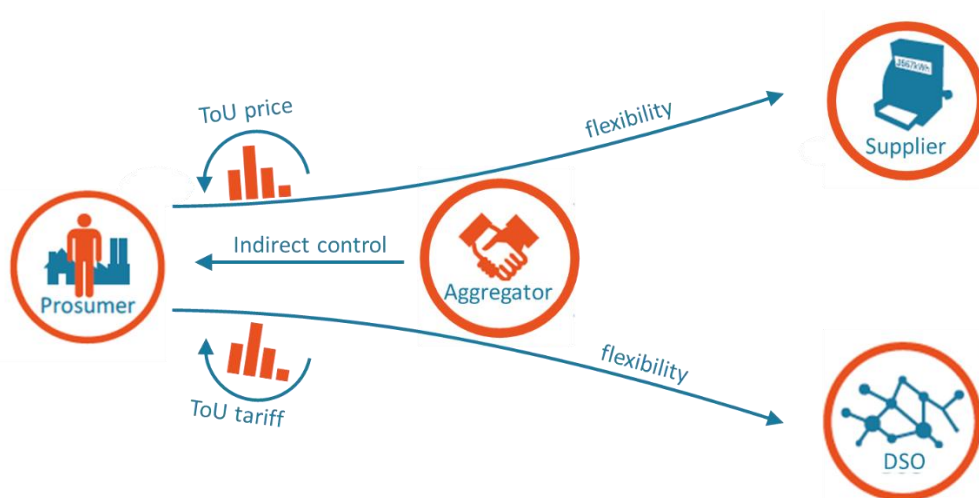 ToU price
flexibility
Supplier
Prosumer
Indirect control
Aggregator
ToU tariff
flexibility
DSO